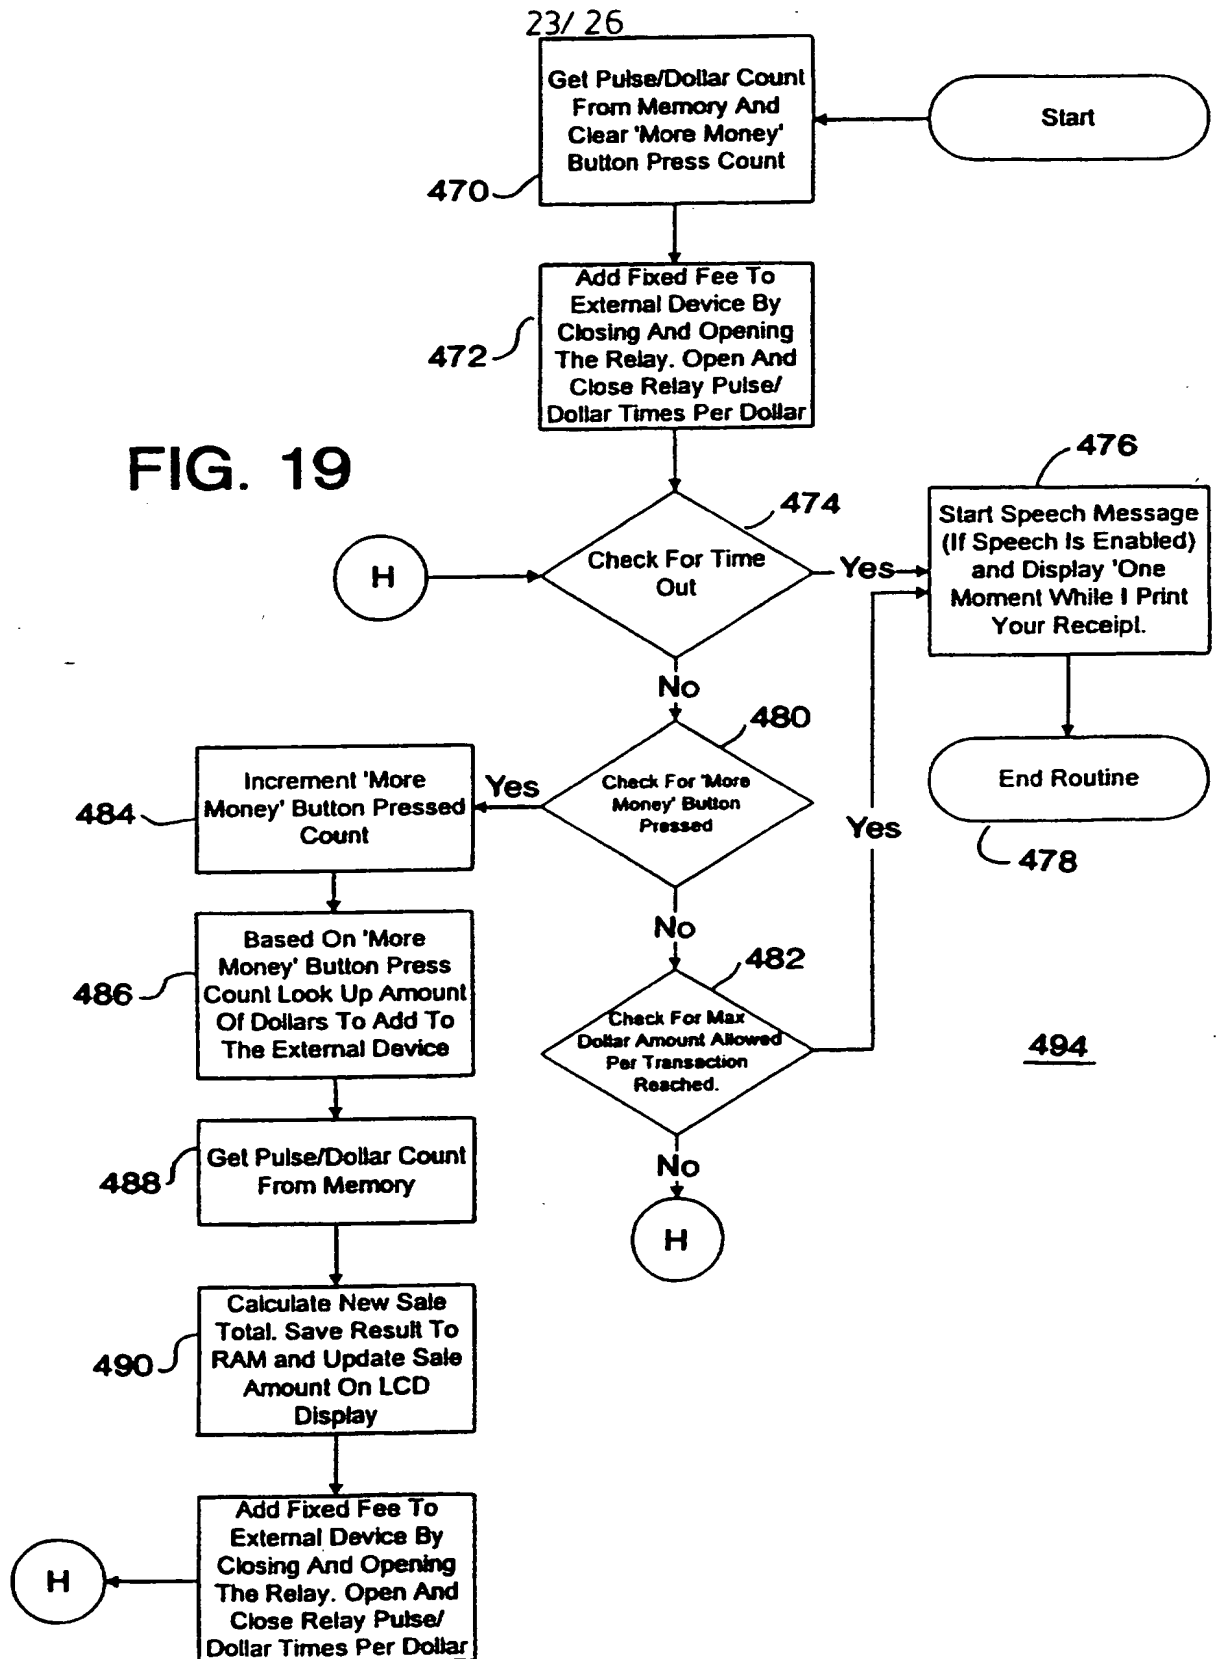 23/26
Get Pulse/Dollar Count
From Memory And
Clear 'More Money'
Button Press Count
Start
470
Add Fixed Fee To
External Device By
Closing And Opening
The Relay. Open And
Close Relay Pulse/
Dollar Times Per Dollar
472
FIG. 19
476
474
Start Speech Message
(If Speech Is Enabled)
and Display 'One
Moment While I Print
Your Receipt.
H
Check For Time
Out
Yes
No
480
End Routine
478
Increment 'More
Money' Button Pressed
Count
484
Yes
Check For 'More
Money' Button
Pressed
Yes
No
482
Based On 'More
Money' Button Press
Count Look Up Amount
Of Dollars To Add To
The External Device
486
Check For Max
Dollar Amount Allowed
Per Transaction
Reached.
494
Get Pulse/Dollar Count
From Memory
488
No
H
Calculate New Sale
Total. Save Result To
RAM and Update Sale
Amount On LCD
Display
490
Add Fixed Fee To
External Device By
Closing And Opening
The Relay. Open And
Close Relay Pulse/
Dollar Times Per Dollar
H